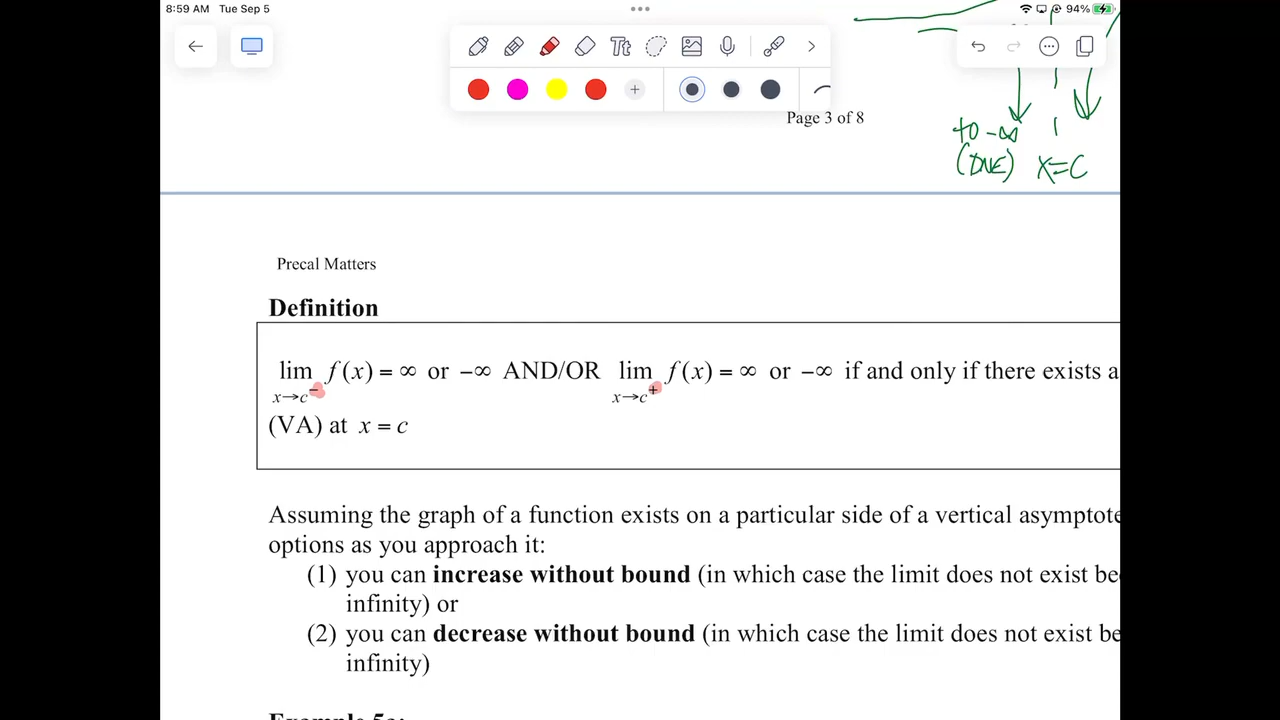 8:59 AM Tue Sep 5
94%
Tt
Page 3 of 8
to -∞
(DNE) x=c
Precal Matters
Definition
lim f(x) = ∞ or -∞ AND/OR lim f(x) = ∞ or -∞ if and only if there exists a
x→c⁻ x→c⁺
(VA) at x = c
Assuming the graph of a function exists on a particular side of a vertical asymptote
options as you approach it:
(1) you can increase without bound (in which case the limit does not exist be
infinity) or
(2) you can decrease without bound (in which case the limit does not exist be
infinity)
Example 5a: